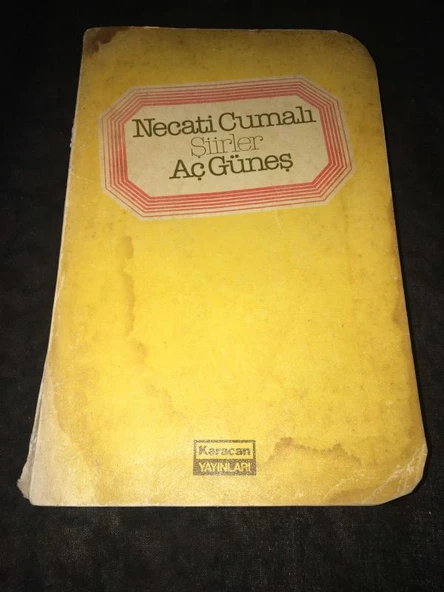 Necati Cumalı
Şiirler
Aç Güneş
Karacan
YAYINLARI